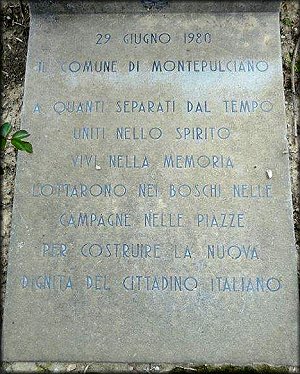 29 GIUGNO 1980
IL COMUNE DI MONTEPULCIANO
A QUANTI SEPARATI DAL TEMPO
UNITI NELLO SPIRITO
VIVI NELLA MEMORIA
LOTTARONO NEI BOSCHI NELLE
CAMPAGNE NELLE PIAZZE
PER COSTRUIRE LA NUOVA
DIGNITÀ DEL CITTADINO ITALIANO